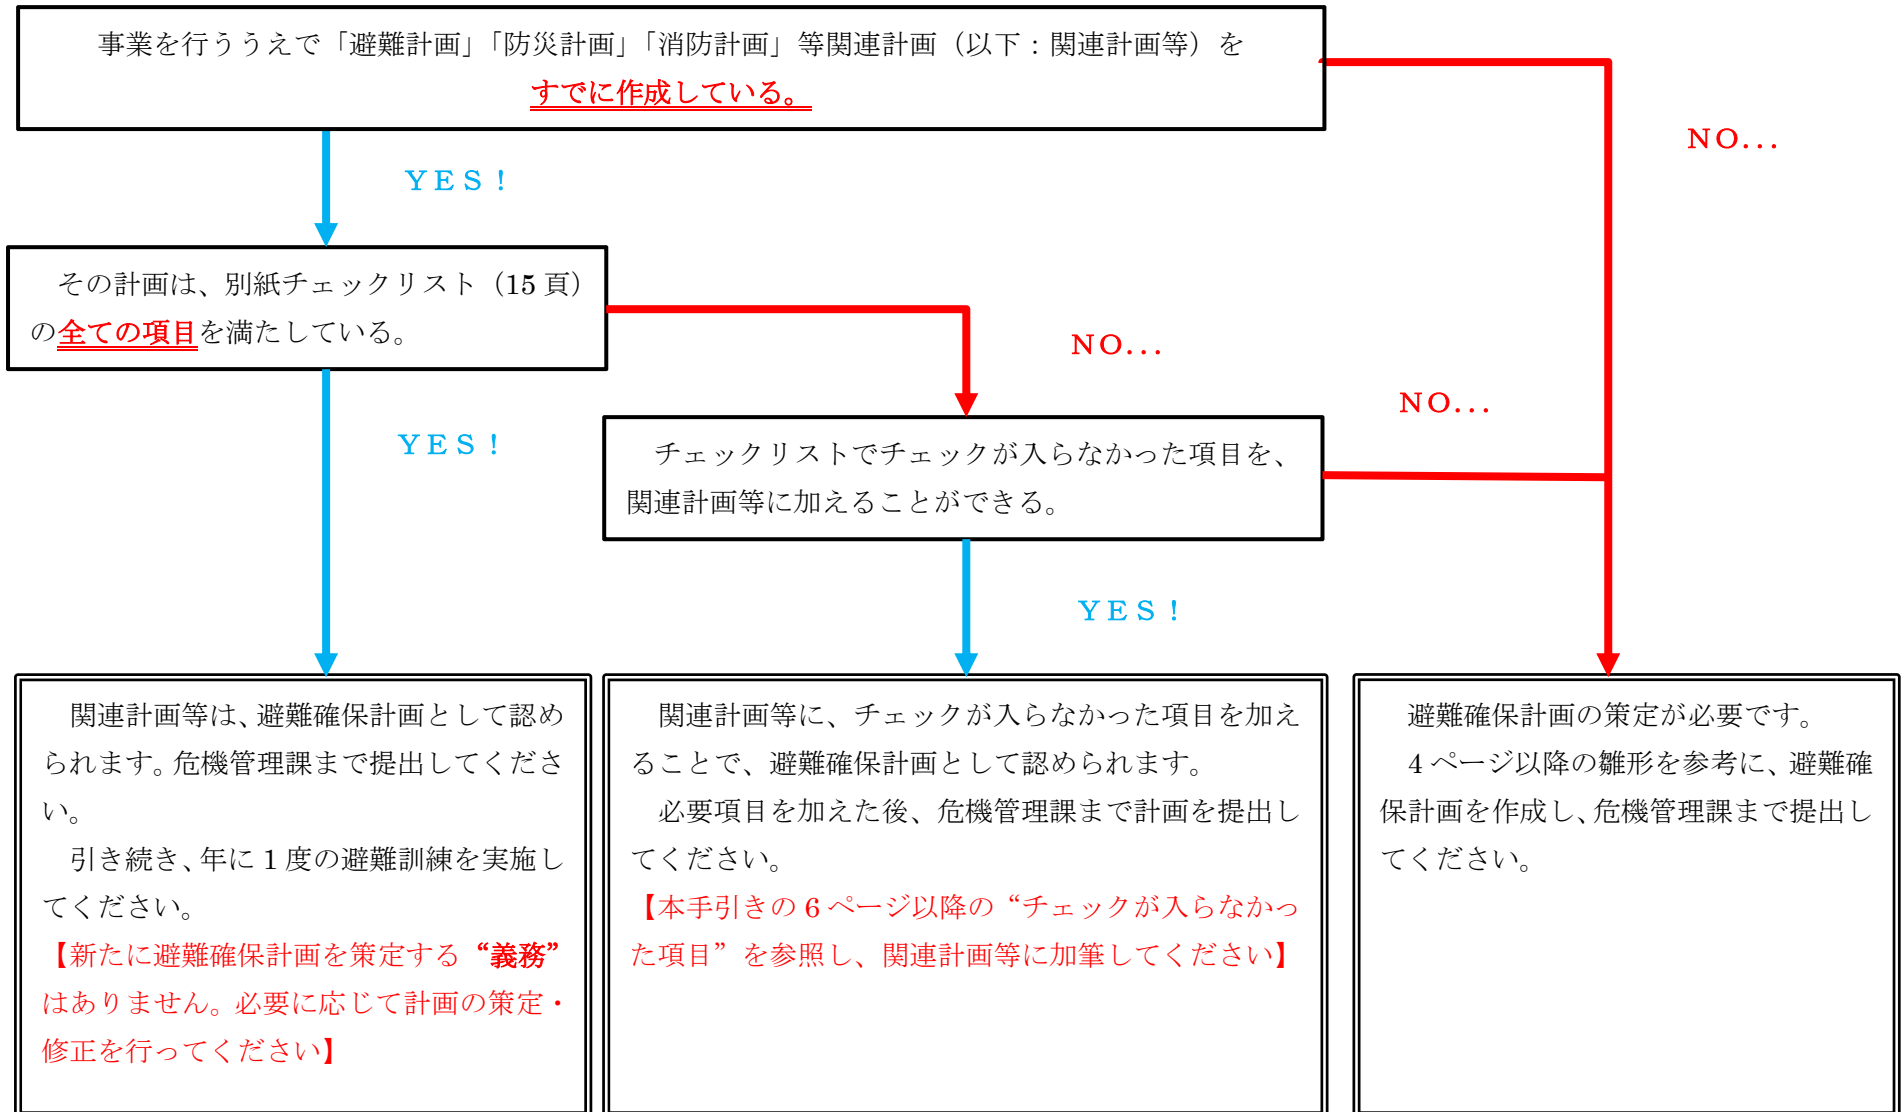 事業を行ううえで「避難計画」「防災計画」「消防計画」等関連計画（以下：関連計画等）を
すでに作成している。
NO...
YES！
その計画は、別紙チェックリスト（15 頁）
の全ての項目を満たしている。
NO...
NO...
YES！
チェックリストでチェックが入らなかった項目を、
関連計画等に加えることができる。
YES！
関連計画等は、避難確保計画として認め
られます。危機管理課まで提出してくださ
い。
引き続き、年に 1 度の避難訓練を実施し
てください。
【新たに避難確保計画を策定する“義務”
はありません。必要に応じて計画の策定・
修正を行ってください】
関連計画等に、チェックが入らなかった項目を加え
ることで、避難確保計画として認められます。
必要項目を加えた後、危機管理課まで計画を提出し
てください。
【本手引きの 6 ページ以降の“チェックが入らなかっ
た項目”を参照し、関連計画等に加筆してください】
避難確保計画の策定が必要です。
4 ページ以降の雛形を参考に、避難確
保計画を作成し、危機管理課まで提出し
てください。